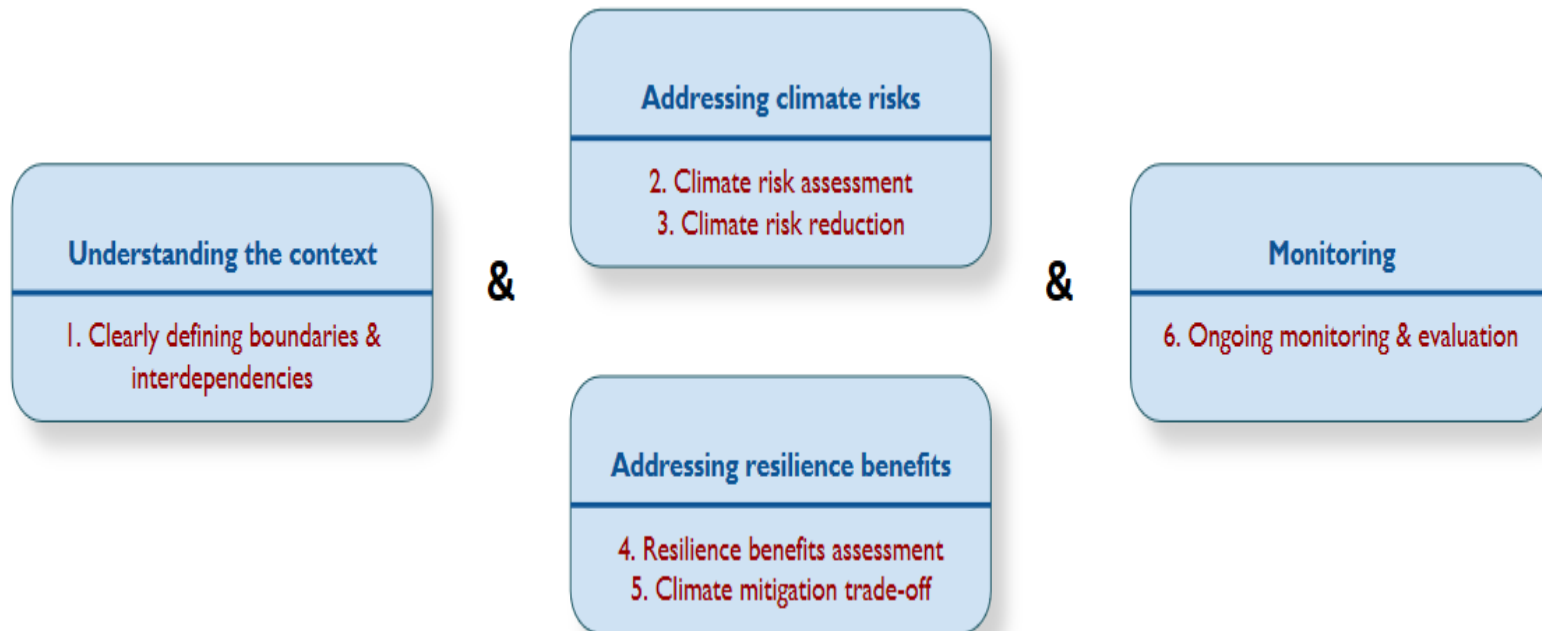 Understanding the context
1. Clearly defining boundaries &
interdependencies
&
Addressing climate risks
2. Climate risk assessment
3. Climate risk reduction
Addressing resilience benefits
4. Resilience benefits assessment
5. Climate mitigation trade-off
&
Monitoring
6. Ongoing monitoring & evaluation